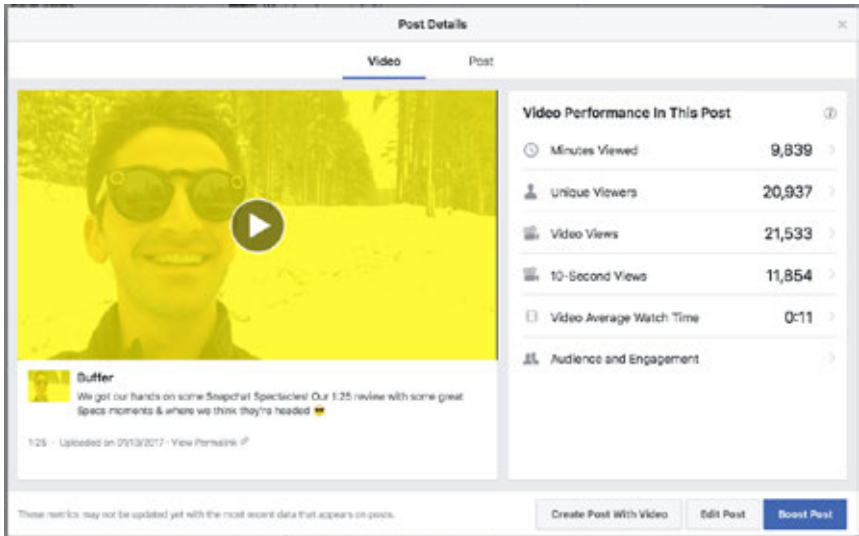 Post Details
Video Post
Video Performance In This Post
Minutes Viewed 9,839
Unique Viewers 20,937
Video Views 21,533
10-Second Views 11,854
Video Average Watch Time 0:11
Audience and Engagement
Buffer
We got our hands on some Snapchat Spectacles! Our 1:25 review with some great
Specs moments & where we think they're headed 😎
1:25 · Uploaded on 01/13/2017 · View Permalink
These metrics may not be updated yet with the most recent data that appears on posts.
Create Post With Video Edit Post Boost Post